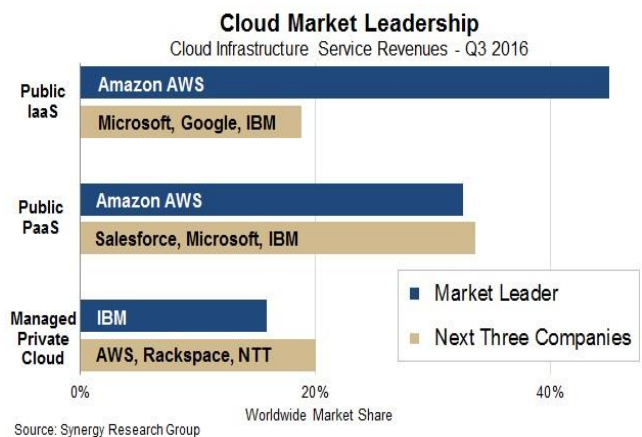 Cloud Market Leadership
Cloud Infrastructure Service Revenues - Q3 2016
Public
IaaS
Amazon AWS
Microsoft, Google, IBM
Public
PaaS
Amazon AWS
Salesforce, Microsoft, IBM
Managed
Private
Cloud
IBM
AWS, Rackspace, NTT
Market Leader
Next Three Companies
0%
20%
40%
Worldwide Market Share
Source: Synergy Research Group